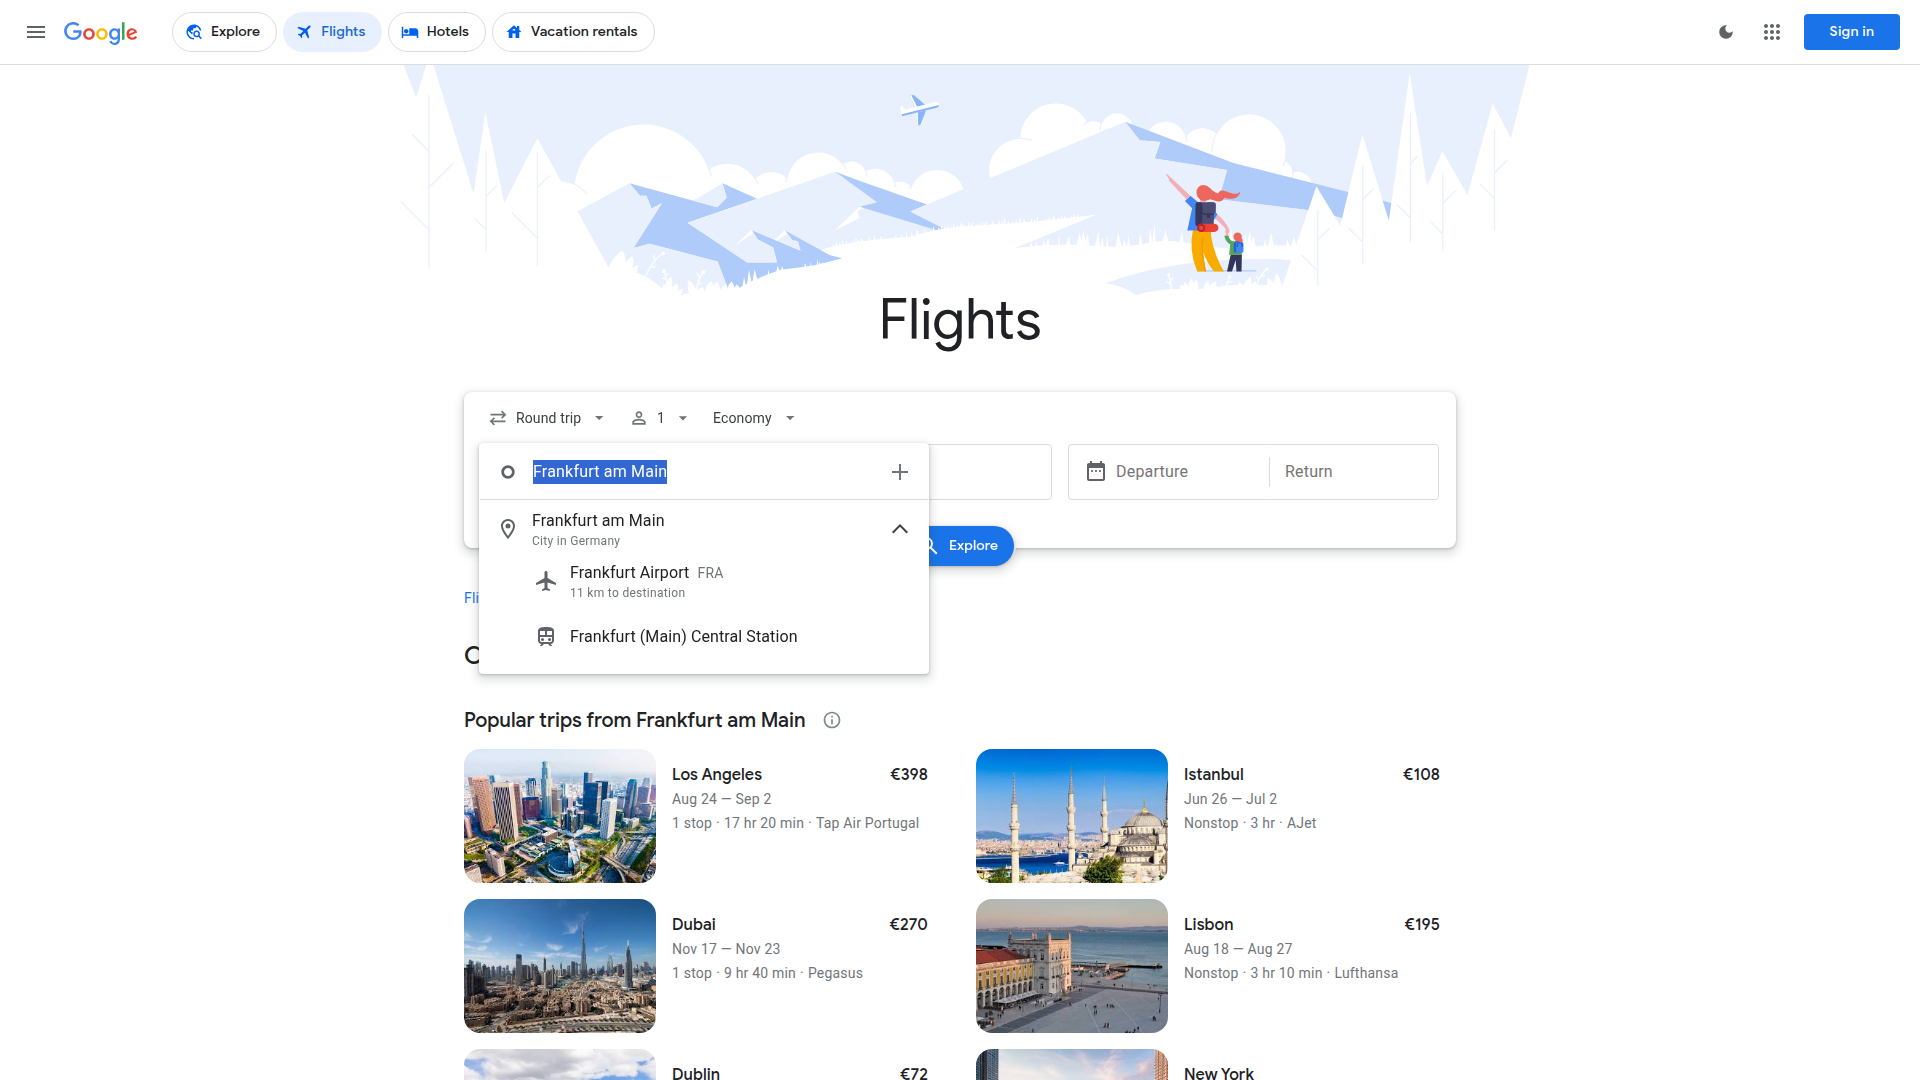 Google
Explore
Flights
Hotels
Vacation rentals
Sign in
Flights
Round trip
1
Economy
Frankfurt am Main
Departure
Return
Frankfurt am Main
City in Germany
Explore
Frankfurt Airport FRA
11 km to destination
Fli
Frankfurt (Main) Central Station
Popular trips from Frankfurt am Main
Los Angeles €398
Aug 24 — Sep 2
1 stop · 17 hr 20 min · Tap Air Portugal
Istanbul €108
Jun 26 — Jul 2
Nonstop · 3 hr · AJet
Dubai €270
Nov 17 — Nov 23
1 stop · 9 hr 40 min · Pegasus
Lisbon €195
Aug 18 — Aug 27
Nonstop · 3 hr 10 min · Lufthansa
Dublin €72
New York